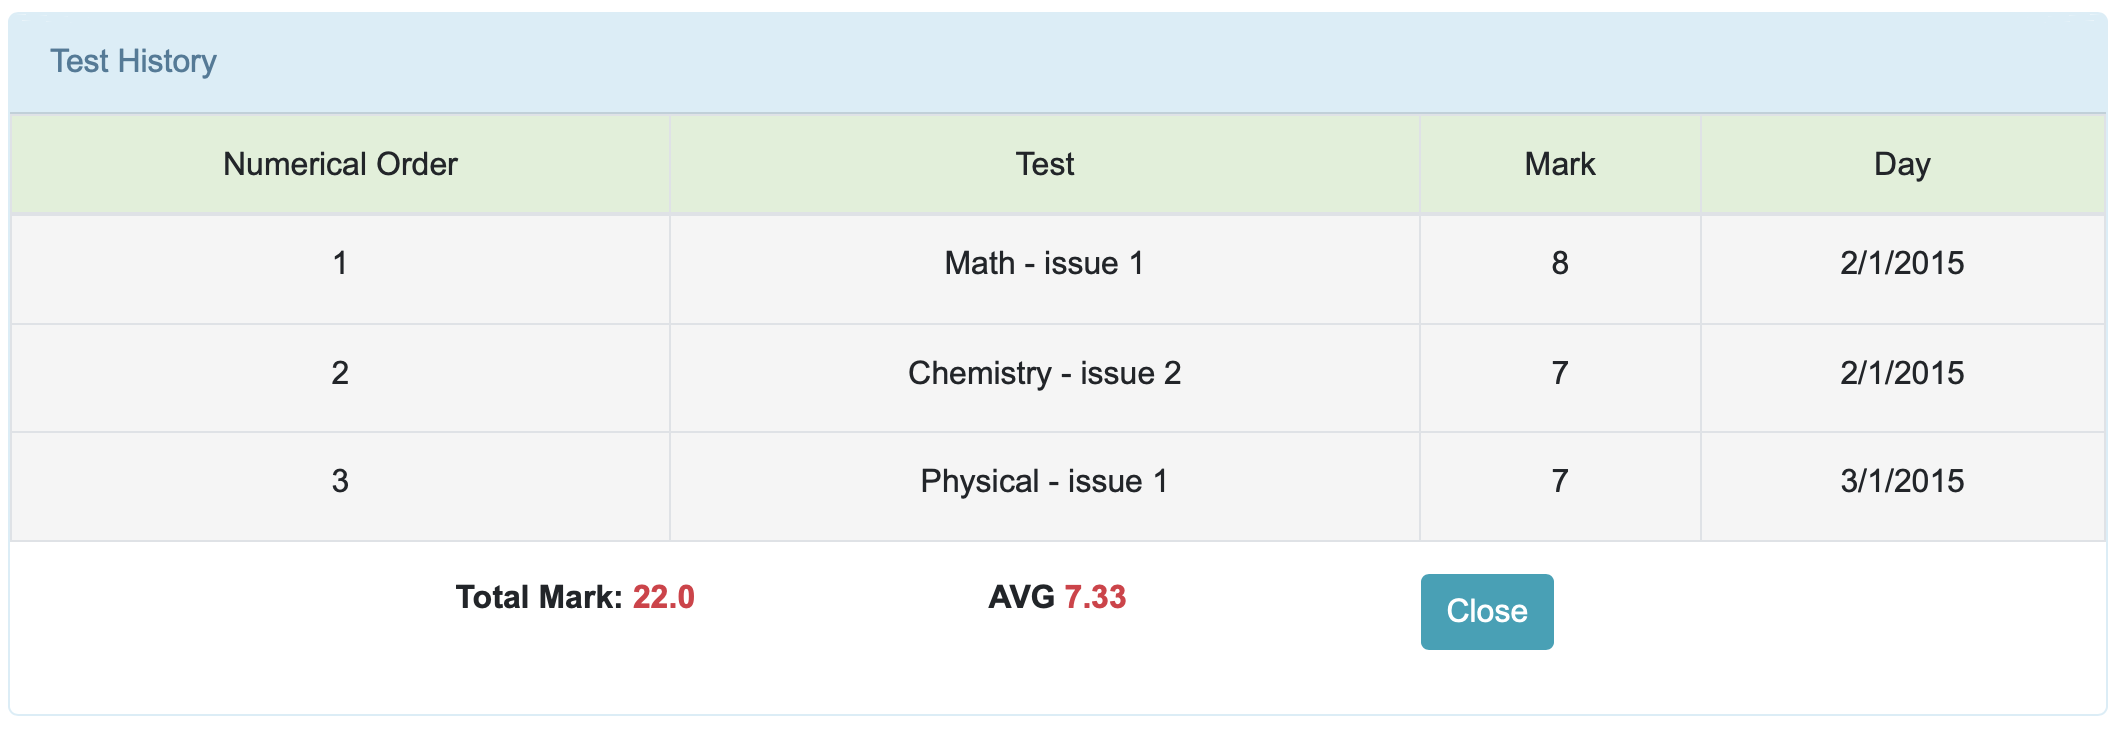 Test History
Numerical Order Test Mark Day
1 Math - issue 1 8 2/1/2015
2 Chemistry - issue 2 7 2/1/2015
3 Physical - issue 1 7 3/1/2015
Total Mark: 22.0 AVG 7.33 Close